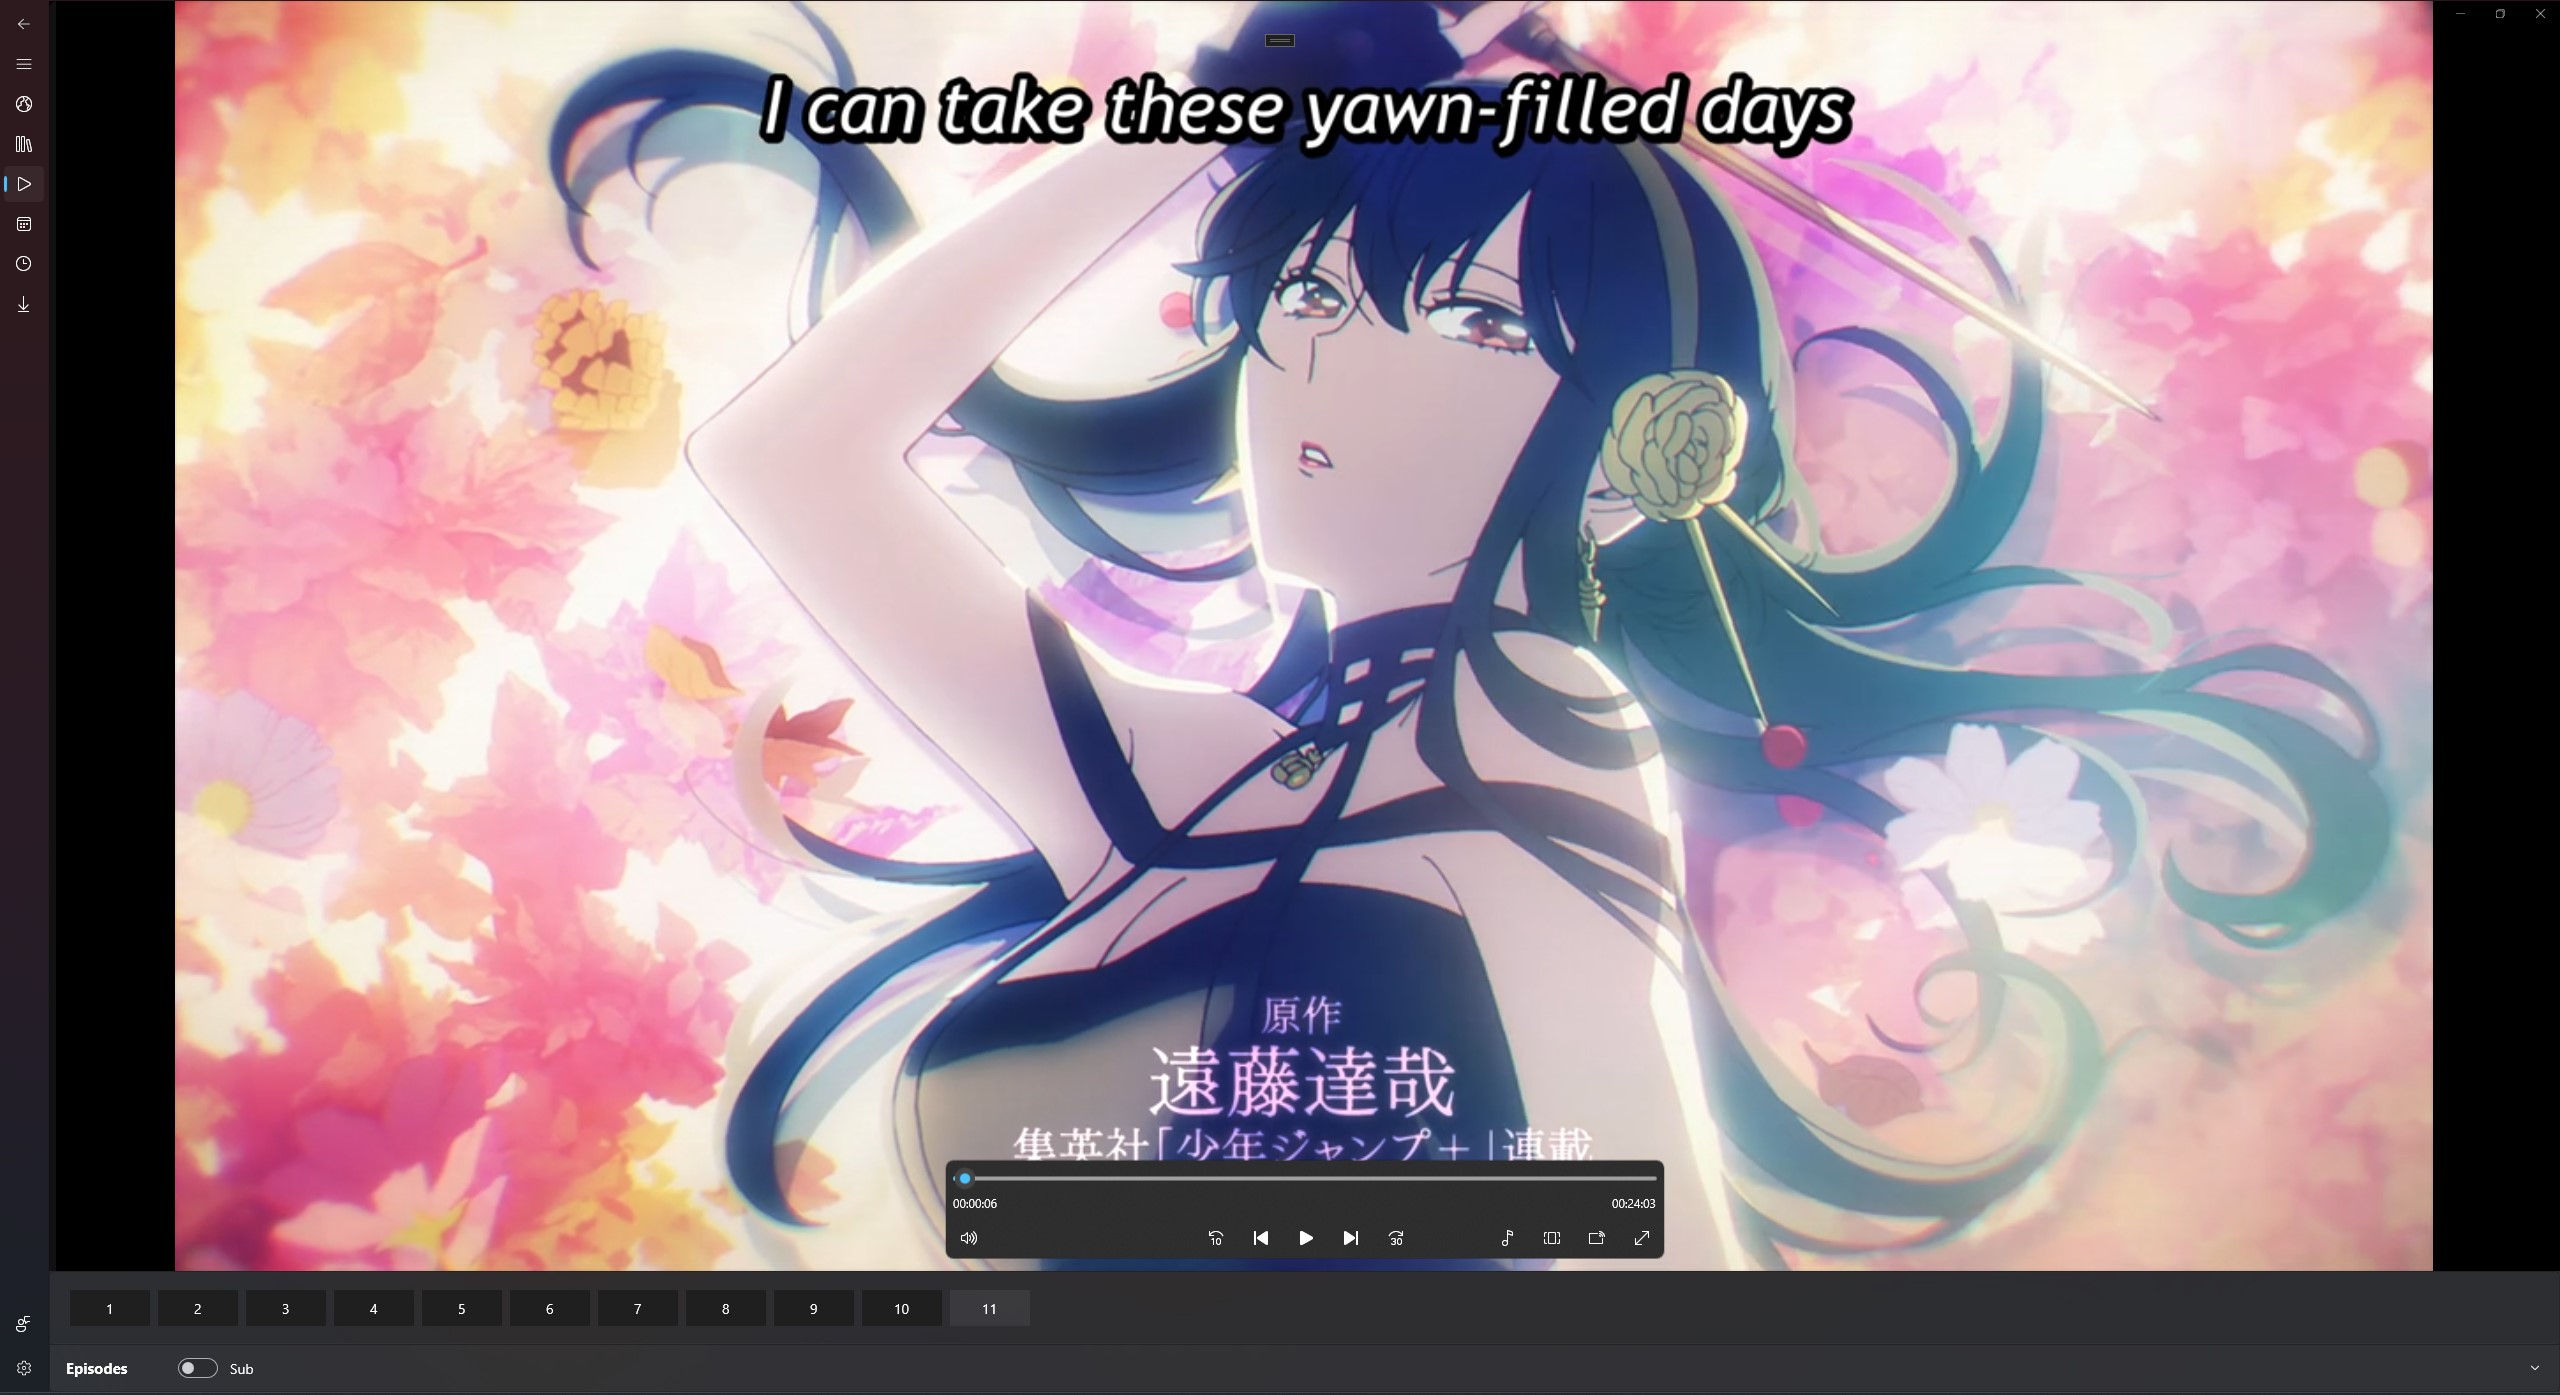 I can take these yawn-filled days
原作
遠藤達哉
集英社「少年ジャンプ+」連載
00:00:06
00:24:03
10
30
1 2 3 4 5 6 7 8 9 10 11
Episodes Sub